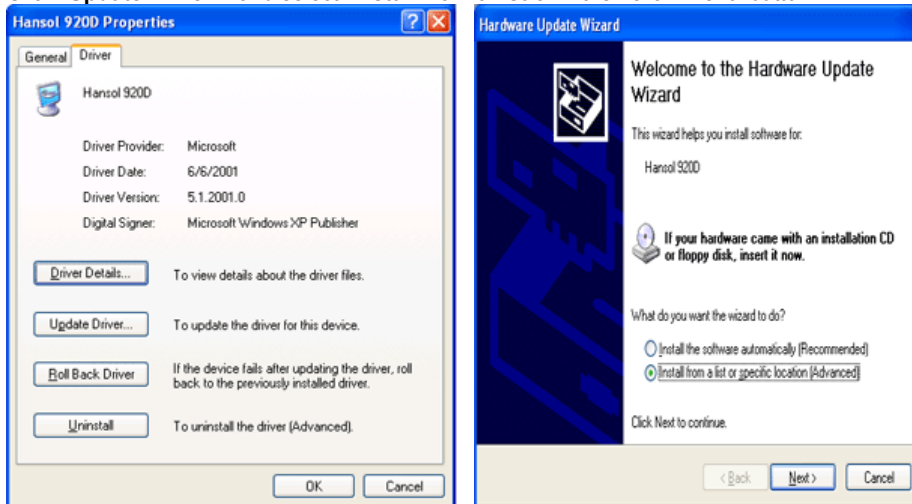 Hansol 920D Properties
General Driver
Hansol 920D
Driver Provider: Microsoft
Driver Date: 6/6/2001
Driver Version: 5.1.2001.0
Digital Signer: Microsoft Windows XP Publisher
Driver Details... To view details about the driver files.
Update Driver... To update the driver for this device.
Roll Back Driver If the device fails after updating the driver, roll
back to the previously installed driver.
Uninstall To uninstall the driver (Advanced).
OK Cancel
Hardware Update Wizard
Welcome to the Hardware Update
Wizard
This wizard helps you install software for:
Hansol 920D
If your hardware came with an installation CD
or floppy disk, insert it now.
What do you want the wizard to do?
Install the software automatically (Recommended)
Install from a list or specific location (Advanced)
Click Next to continue.
< Back Next > Cancel